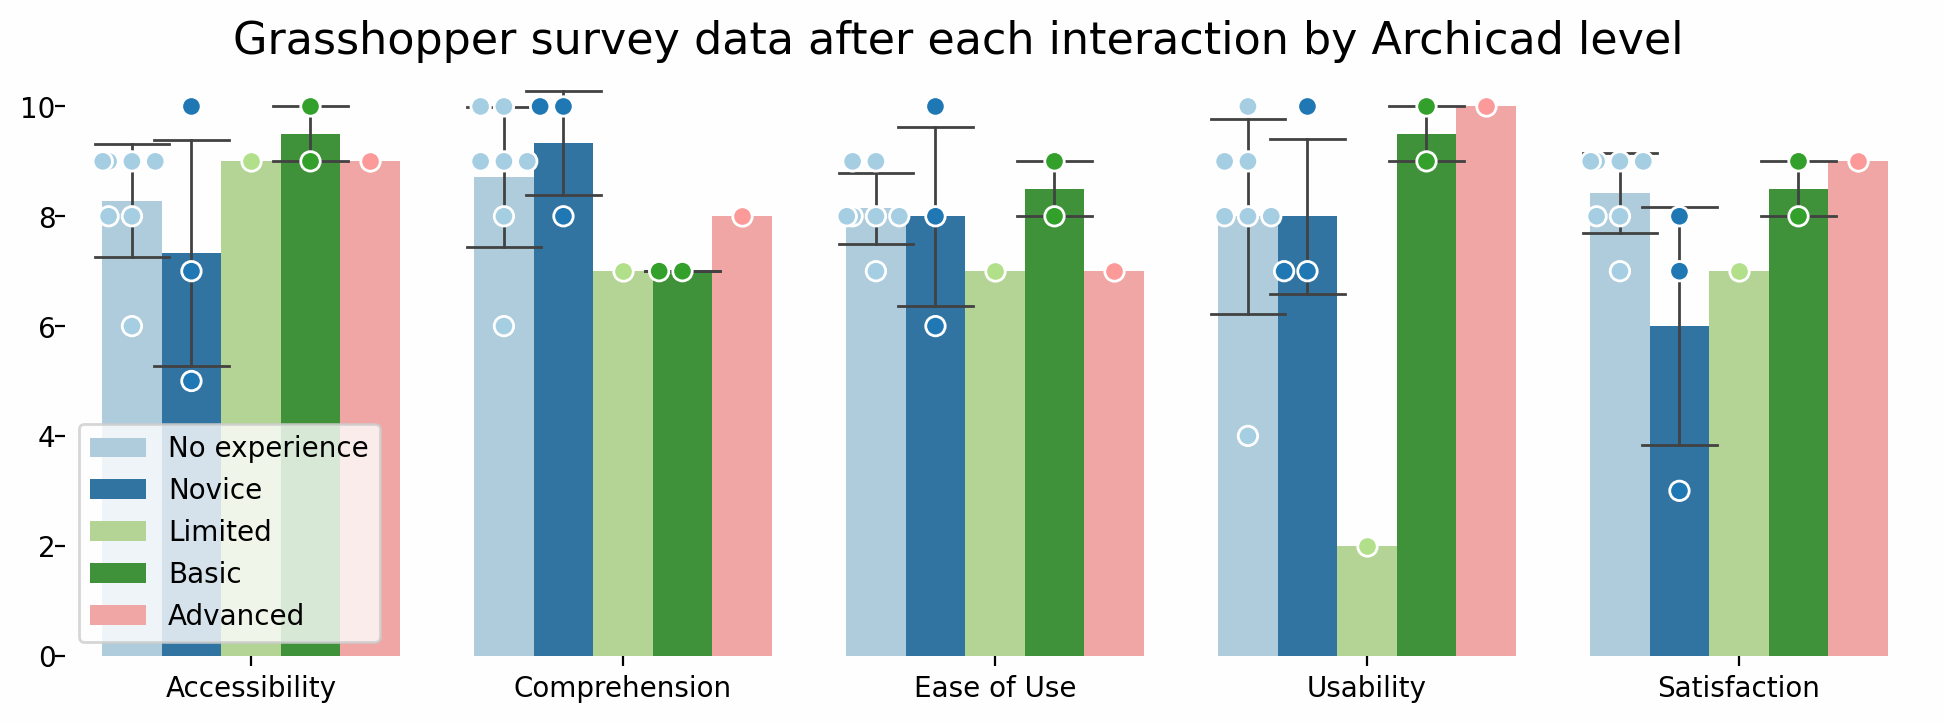 Grasshopper survey data after each interaction by Archicad level
10
8
6
4
2
0
No experience
Novice
Limited
Basic
Advanced
Accessibility
Comprehension
Ease of Use
Usability
Satisfaction